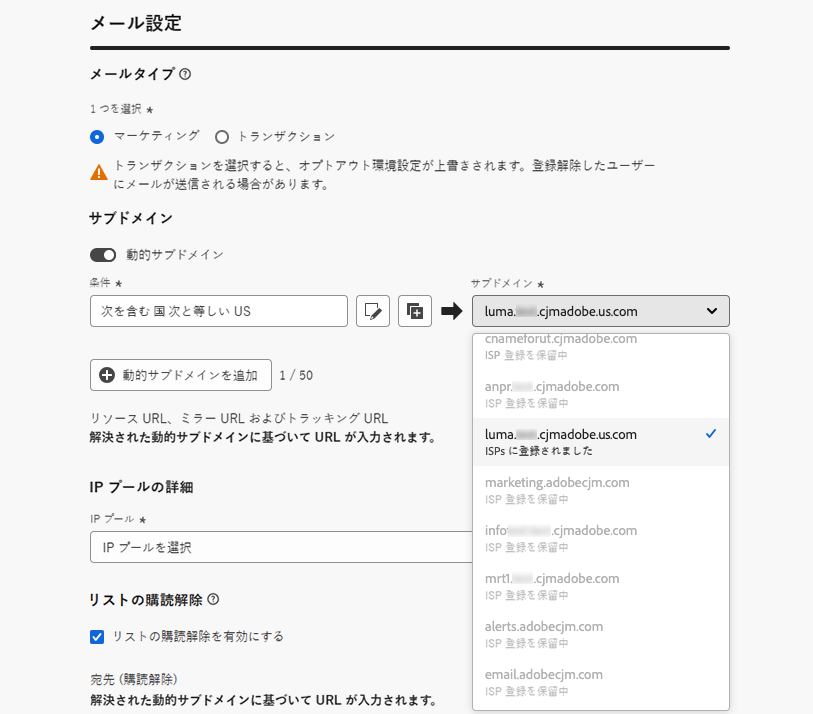 メール設定
メールタイプ
1 つを選択 *
マーケティング トランザクション
トランザクションを選択すると、オプトアウト環境設定が上書きされます。登録解除したユーザー
にメールが送信される場合があります。
サブドメイン
動的サブドメイン
条件 * サブドメイン *
次を含む 国 次と等しい US luma. .cjmadobe.us.com
cnameforut.cjmadobe.com
ISP 登録を保留中
動的サブドメインを追加 1 / 50
anpr. .cjmadobe.com
ISP 登録を保留中
リソース URL、ミラー URL およびトラッキング URL
解決された動的サブドメインに基づいて URL が入力されます。
luma. .cjmadobe.us.com
ISPs に登録されました
IP プールの詳細
marketing.adobecjm.com
ISP 登録を保留中
IP プール *
IP プールを選択
info .cjmadobe.com
ISP 登録を保留中
mrt1. .cjmadobe.com
ISP 登録を保留中
リストの購読解除
リストの購読解除を有効にする
alerts.adobecjm.com
ISP 登録を保留中
宛先 (購読解除)
解決された動的サブドメインに基づいて URL が入力されます。
email.adobecjm.com
ISP 登録を保留中